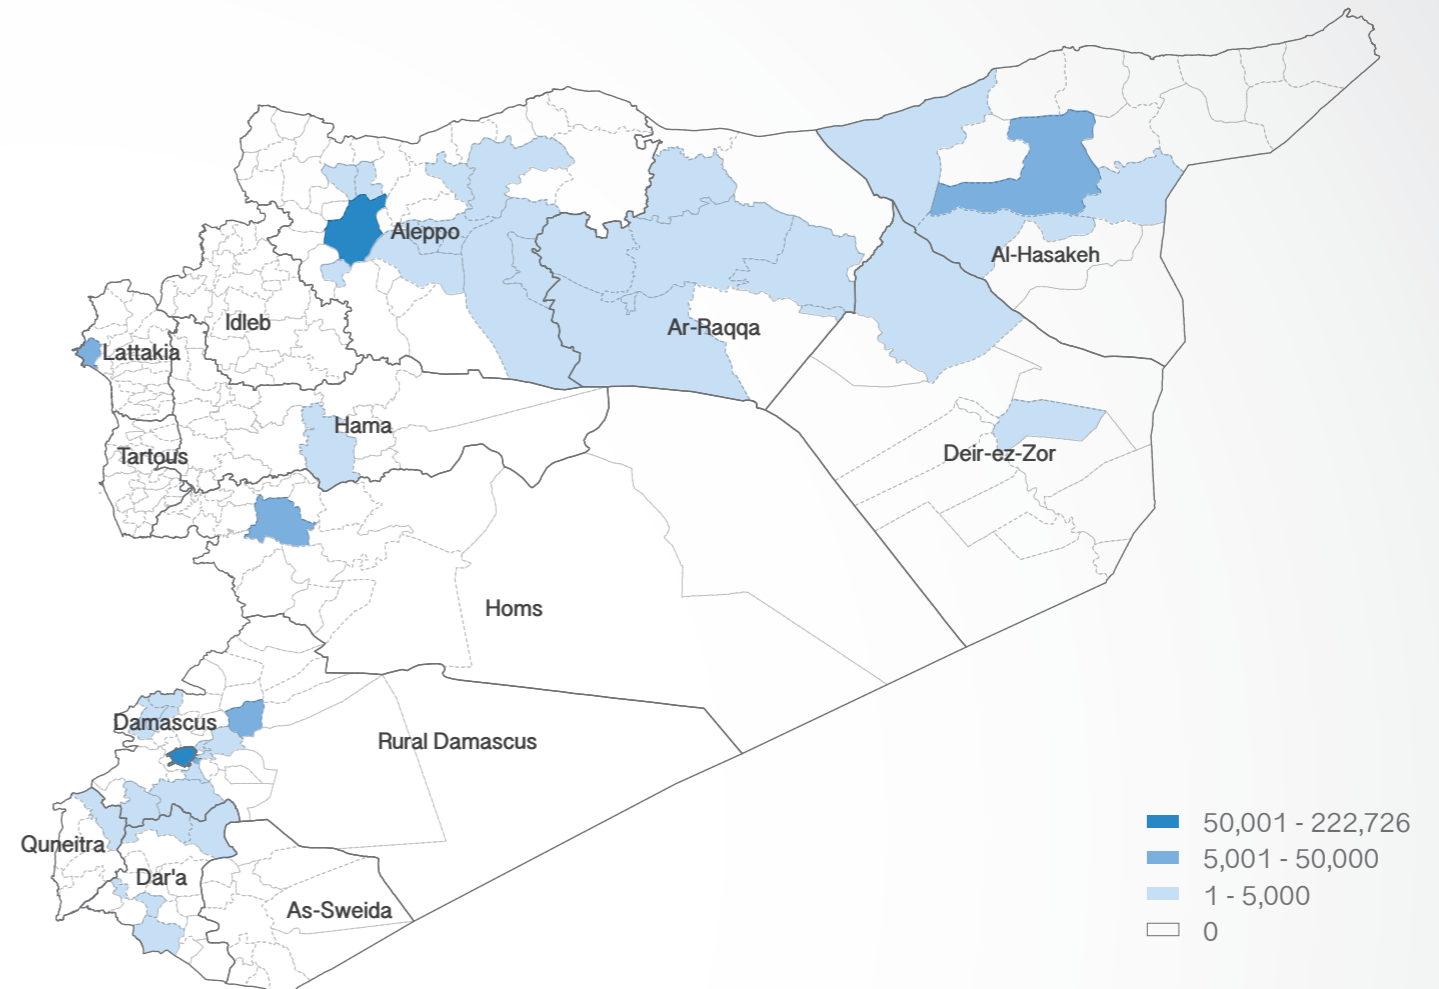 Aleppo
Al-Hasakeh
Idleb
Ar-Raqqa
Lattakia
Hama
Tartous
Deir-ez-Zor
Homs
Damascus
Rural Damascus
Quneitra
Dar'a
As-Sweida
50,001 - 222,726
5,001 - 50,000
1 - 5,000
0